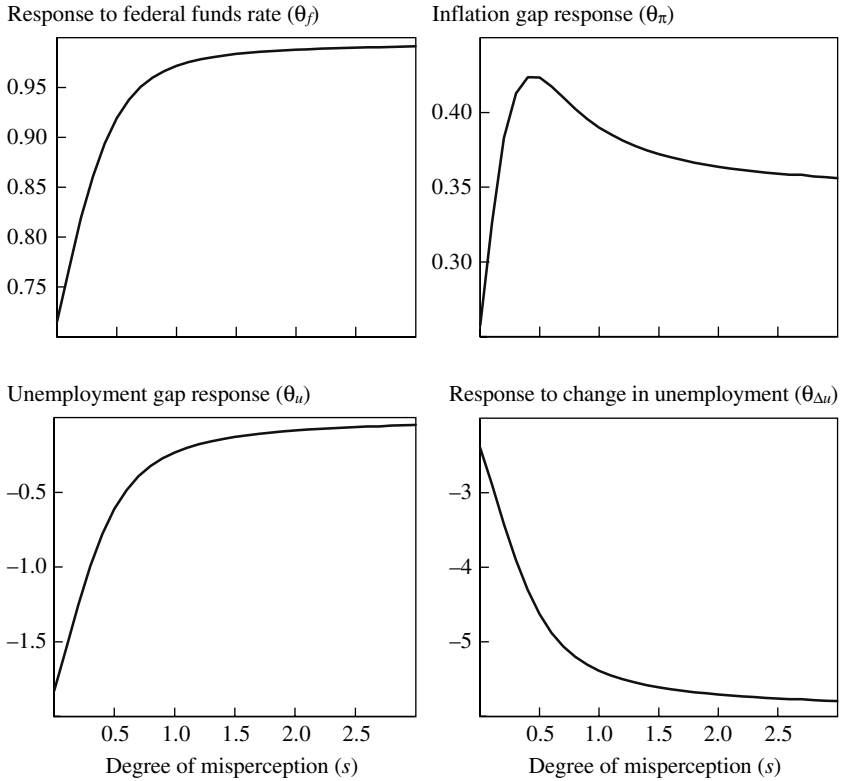 Response to federal funds rate (θf)
Inflation gap response (θπ)
0.95
0.90
0.85
0.80
0.75
0.40
0.35
0.30
Unemployment gap response (θu)
Response to change in unemployment (θΔu)
–0.5
–1.0
–1.5
–3
–4
–5
0.5 1.0 1.5 2.0 2.5
0.5 1.0 1.5 2.0 2.5
Degree of misperception (s)
Degree of misperception (s)